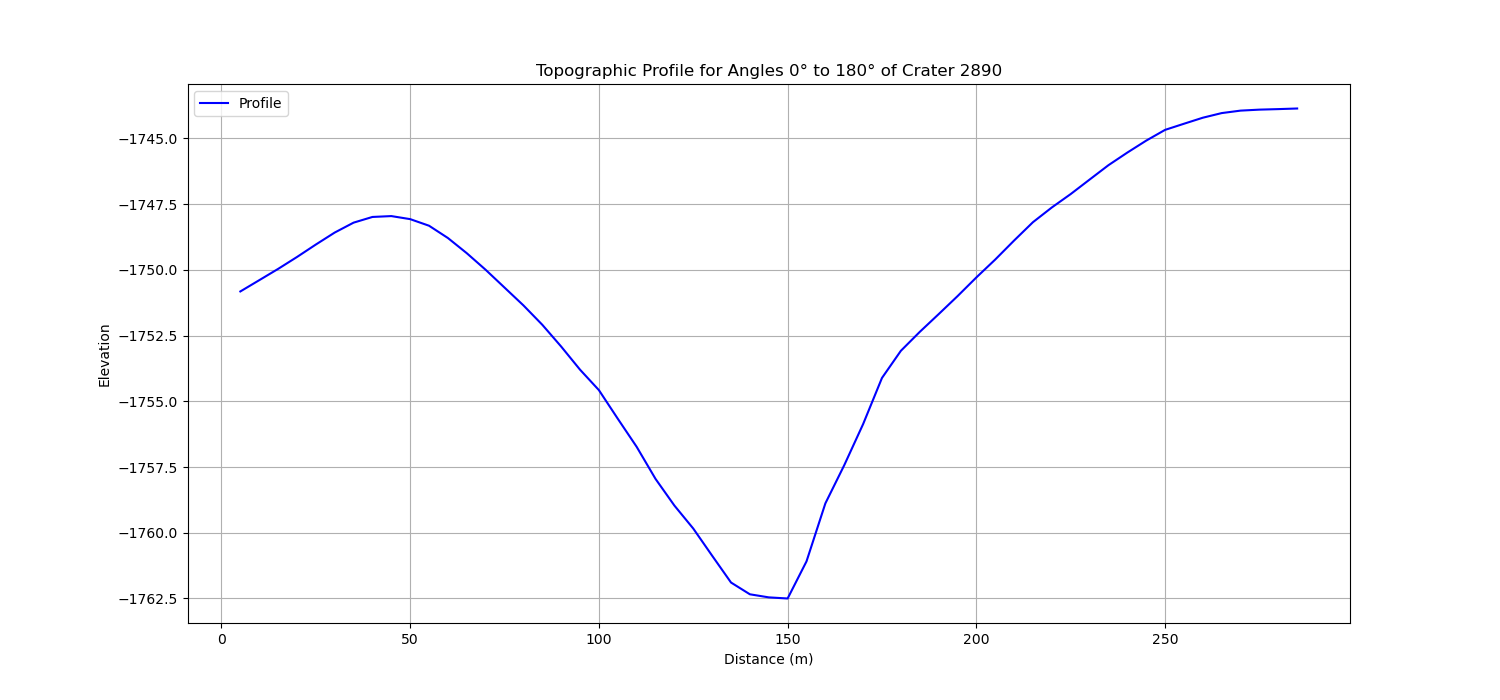 Topographic Profile for Angles 0° to 180° of Crater 2890
Profile
−1745.0
−1747.5
−1750.0
−1752.5
−1755.0
−1757.5
−1760.0
−1762.5
Elevation
0 50 100 150 200 250
Distance (m)